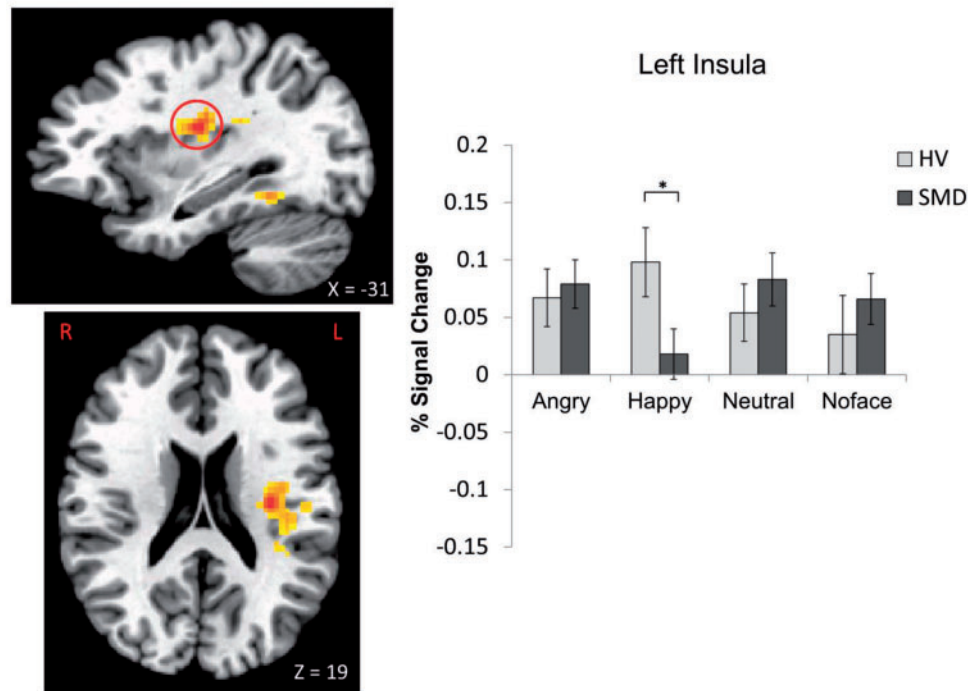 X = -31
R L
Z = 19
Left Insula
% Signal Change
0.2
0.15
0.1
0.05
0
-0.05
-0.1
-0.15
*
Angry Happy Neutral Noface
HV
SMD